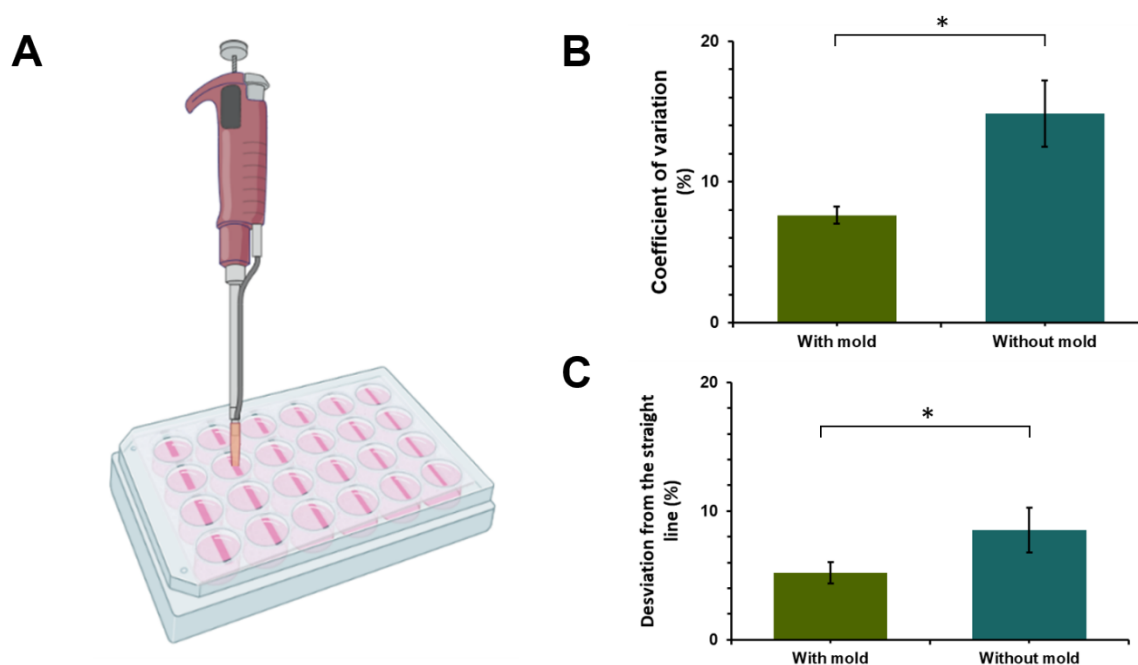 A
B
20
10
0
Coefficient of variation
(%)
*
With mold
Without mold
C
20
10
0
Desviation from the straight
line (%)
*
With mold
Without mold